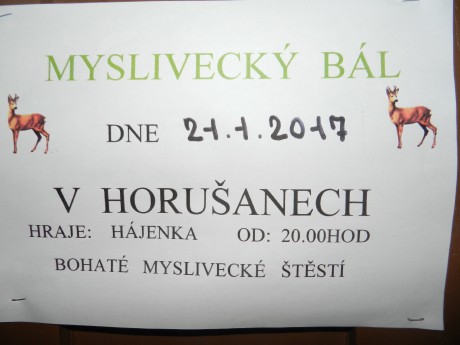 MYSLIVECKÝ BÁL
DNE 21.1.2017
V HORUŠANECH
HRAJE: HÁJENKA OD: 20.00HOD
BOHATÉ MYSLIVECKÉ ŠTĚSTÍ